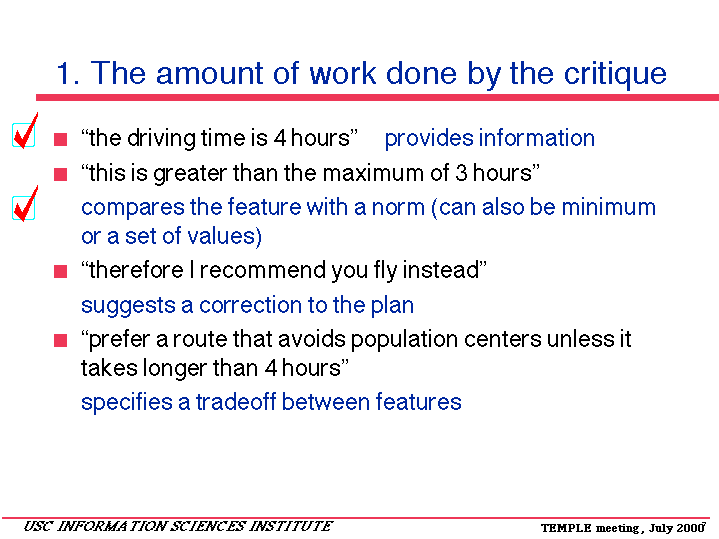 1. The amount of work done by the critique
“the driving time is 4 hours” provides information
“this is greater than the maximum of 3 hours”
compares the feature with a norm (can also be minimum
or a set of values)
“therefore I recommend you fly instead”
suggests a correction to the plan
“prefer a route that avoids population centers unless it
takes longer than 4 hours”
specifies a tradeoff between features
USC INFORMATION SCIENCES INSTITUTE
TEMPLE meeting, July 2000
7